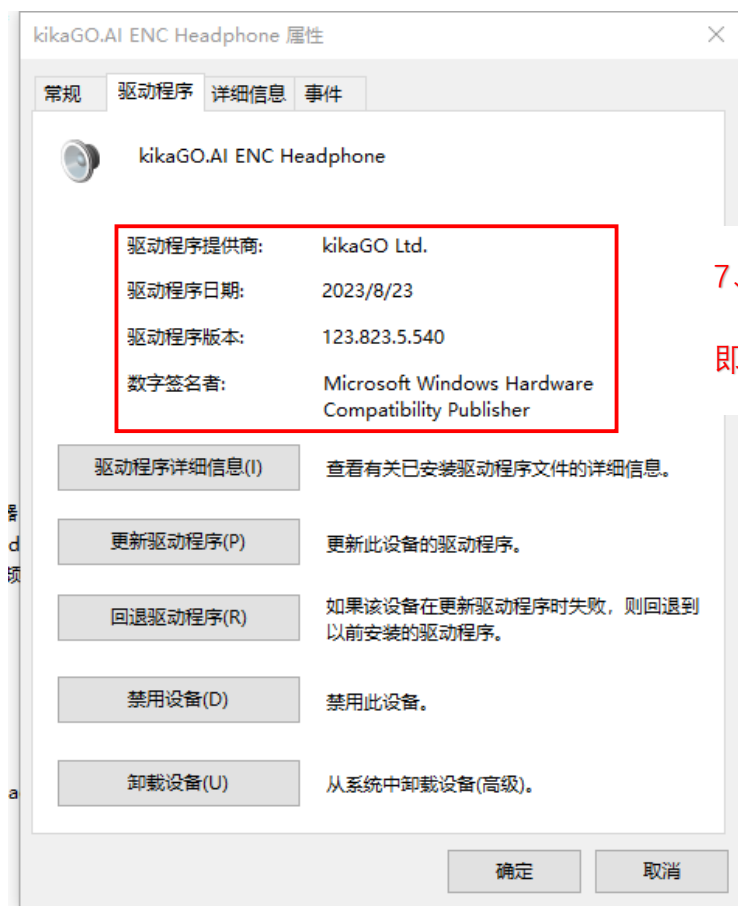 kikaGO.AI ENC Headphone 属性
常规 驱动程序 详细信息 事件
kikaGO.AI ENC Headphone
驱动程序提供商: kikaGO Ltd.
驱动程序日期: 2023/8/23
驱动程序版本: 123.823.5.540
数字签名者: Microsoft Windows Hardware
Compatibility Publisher
7、
即
驱动程序详细信息(I) 查看有关已安装驱动程序文件的详细信息。
更新驱动程序(P) 更新此设备的驱动程序。
d
回退驱动程序(R) 如果该设备在更新驱动程序时失败，则回退到
以前安装的驱动程序。
禁用设备(D) 禁用此设备。
卸载设备(U) 从系统中卸载设备(高级)。
a
确定 取消